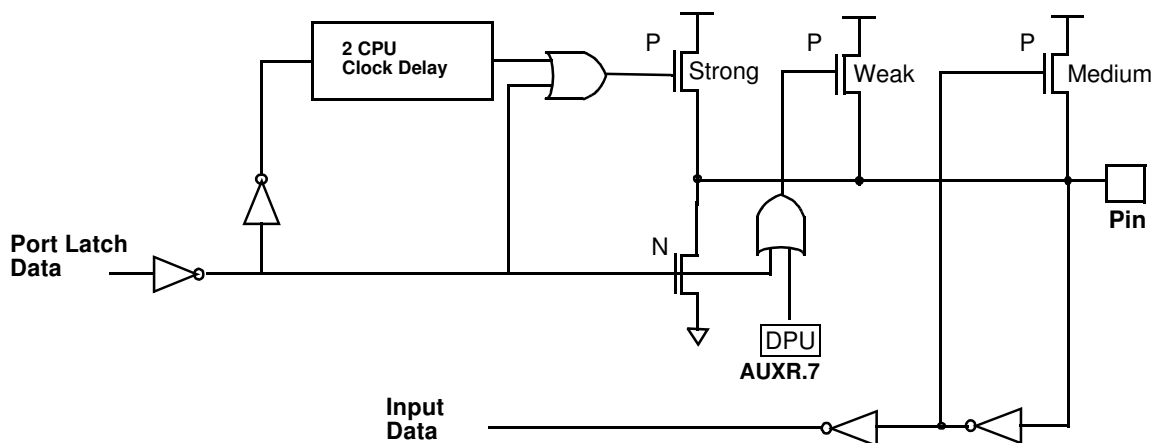 2 CPU
Clock Delay
P
Strong
P
Weak
P
Medium
Pin
Port Latch
Data
N
DPU
AUXR.7
Input
Data